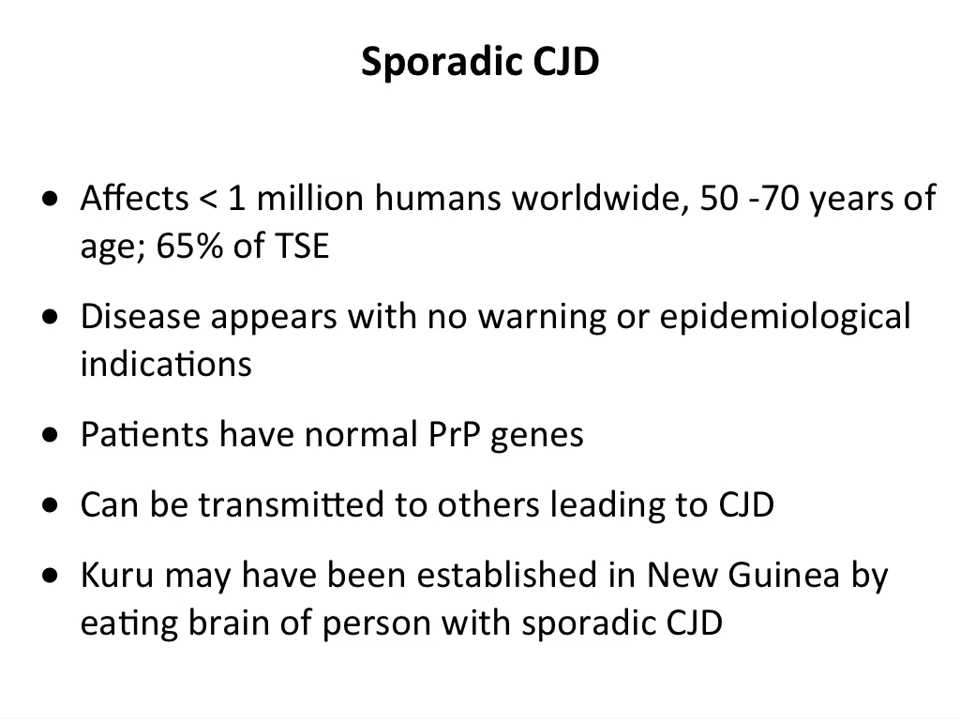 Sporadic CJD
• Affects < 1 million humans worldwide, 50 -70 years of
age; 65% of TSE
• Disease appears with no warning or epidemiological
indications
• Patients have normal PrP genes
• Can be transmitted to others leading to CJD
• Kuru may have been established in New Guinea by
eating brain of person with sporadic CJD